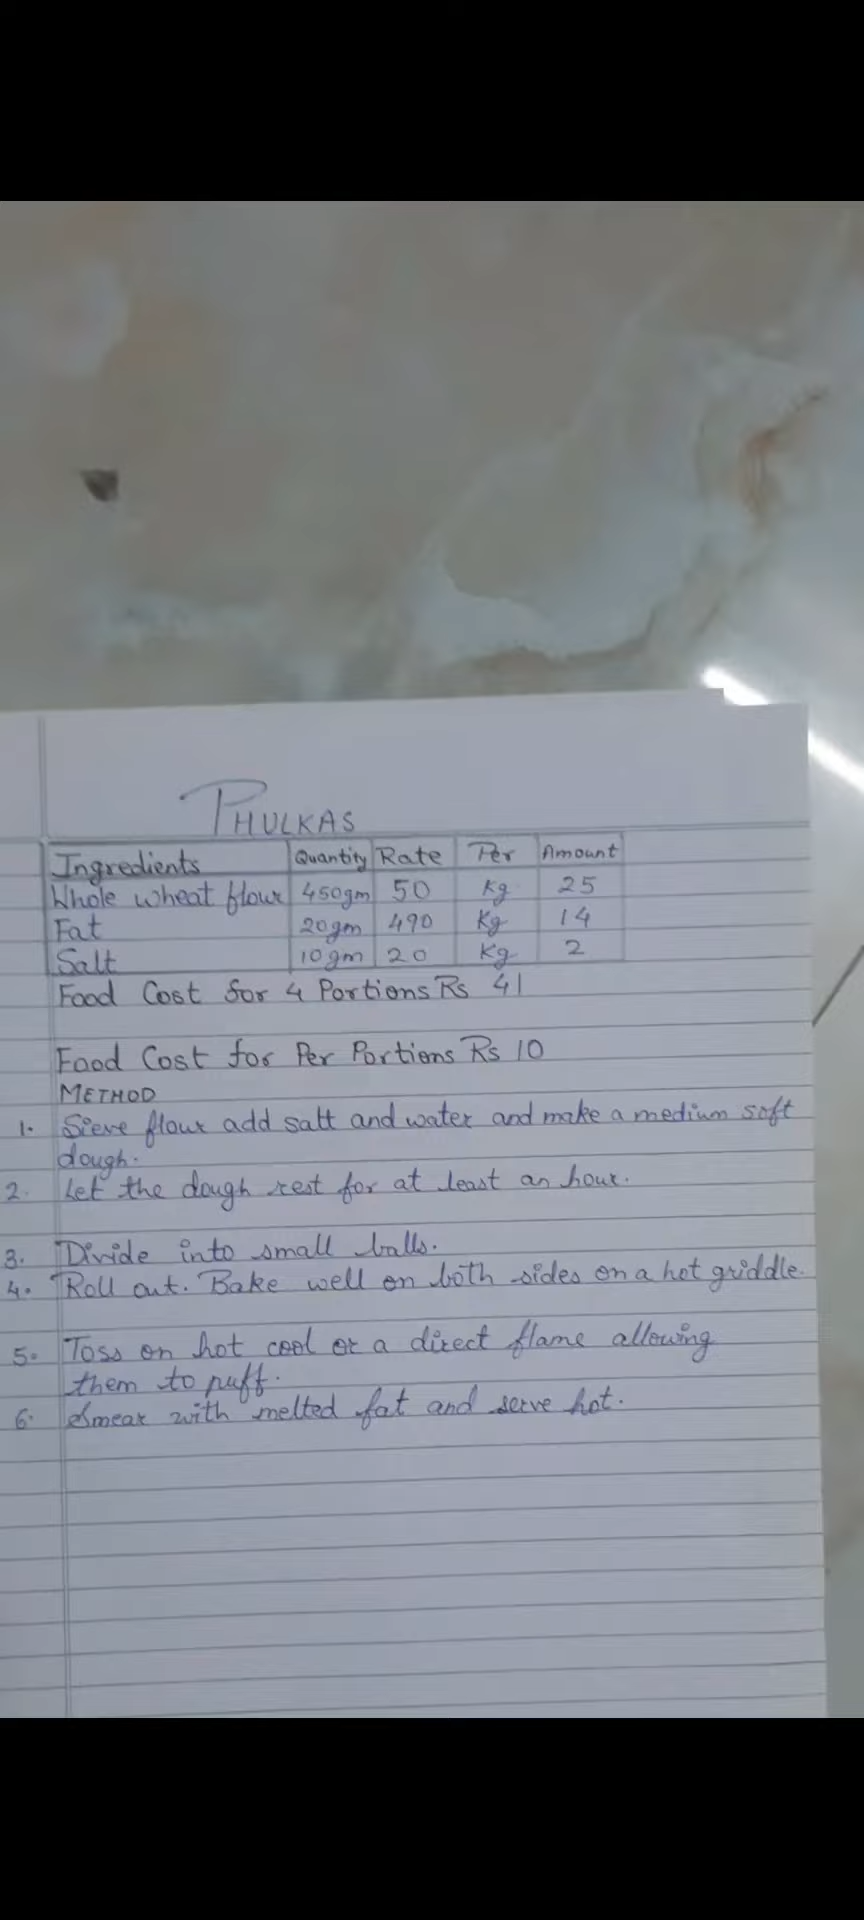 PHULKAS
Ingredients Quantity Rate Per Amount
Whole wheat flour 450gm 50 Kg 25
Fat 20gm 490 Kg 14
Salt 10gm 20 Kg 2
Food Cost for 4 Portions Rs 41
Food Cost for Per Portions Rs 10
METHOD
1. Sieve flour add salt and water and make a medium soft
dough.
2. Let the dough rest for at least an hour.
3. Divide into small balls.
4. Roll out. Bake well on both sides on a hot griddle.
5. Toss on hot cool or a direct flame allowing
them to puff.
6. Smear with melted fat and serve hot.